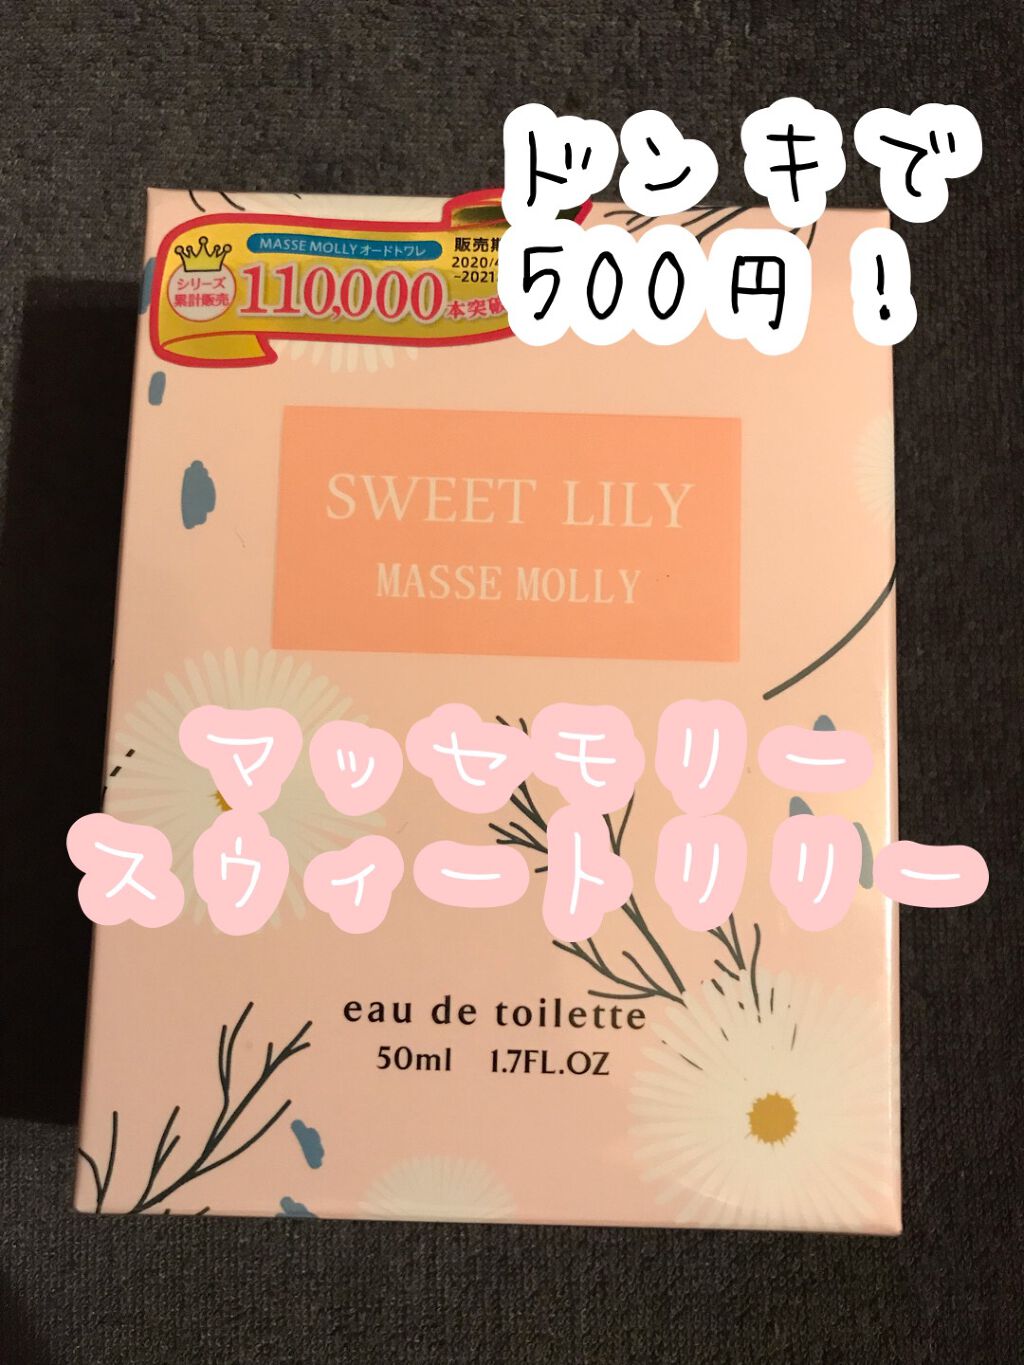 ドンキで
500円!
MASSE MOLLY オードトワレ
シリーズ
累計販売
110,000
本突破
販売期
2020/4
~2021
SWEET LILY
MASSE MOLLY
マッセモリー
スウィートリリー
eau de toilette
50ml 1.7FL.OZ